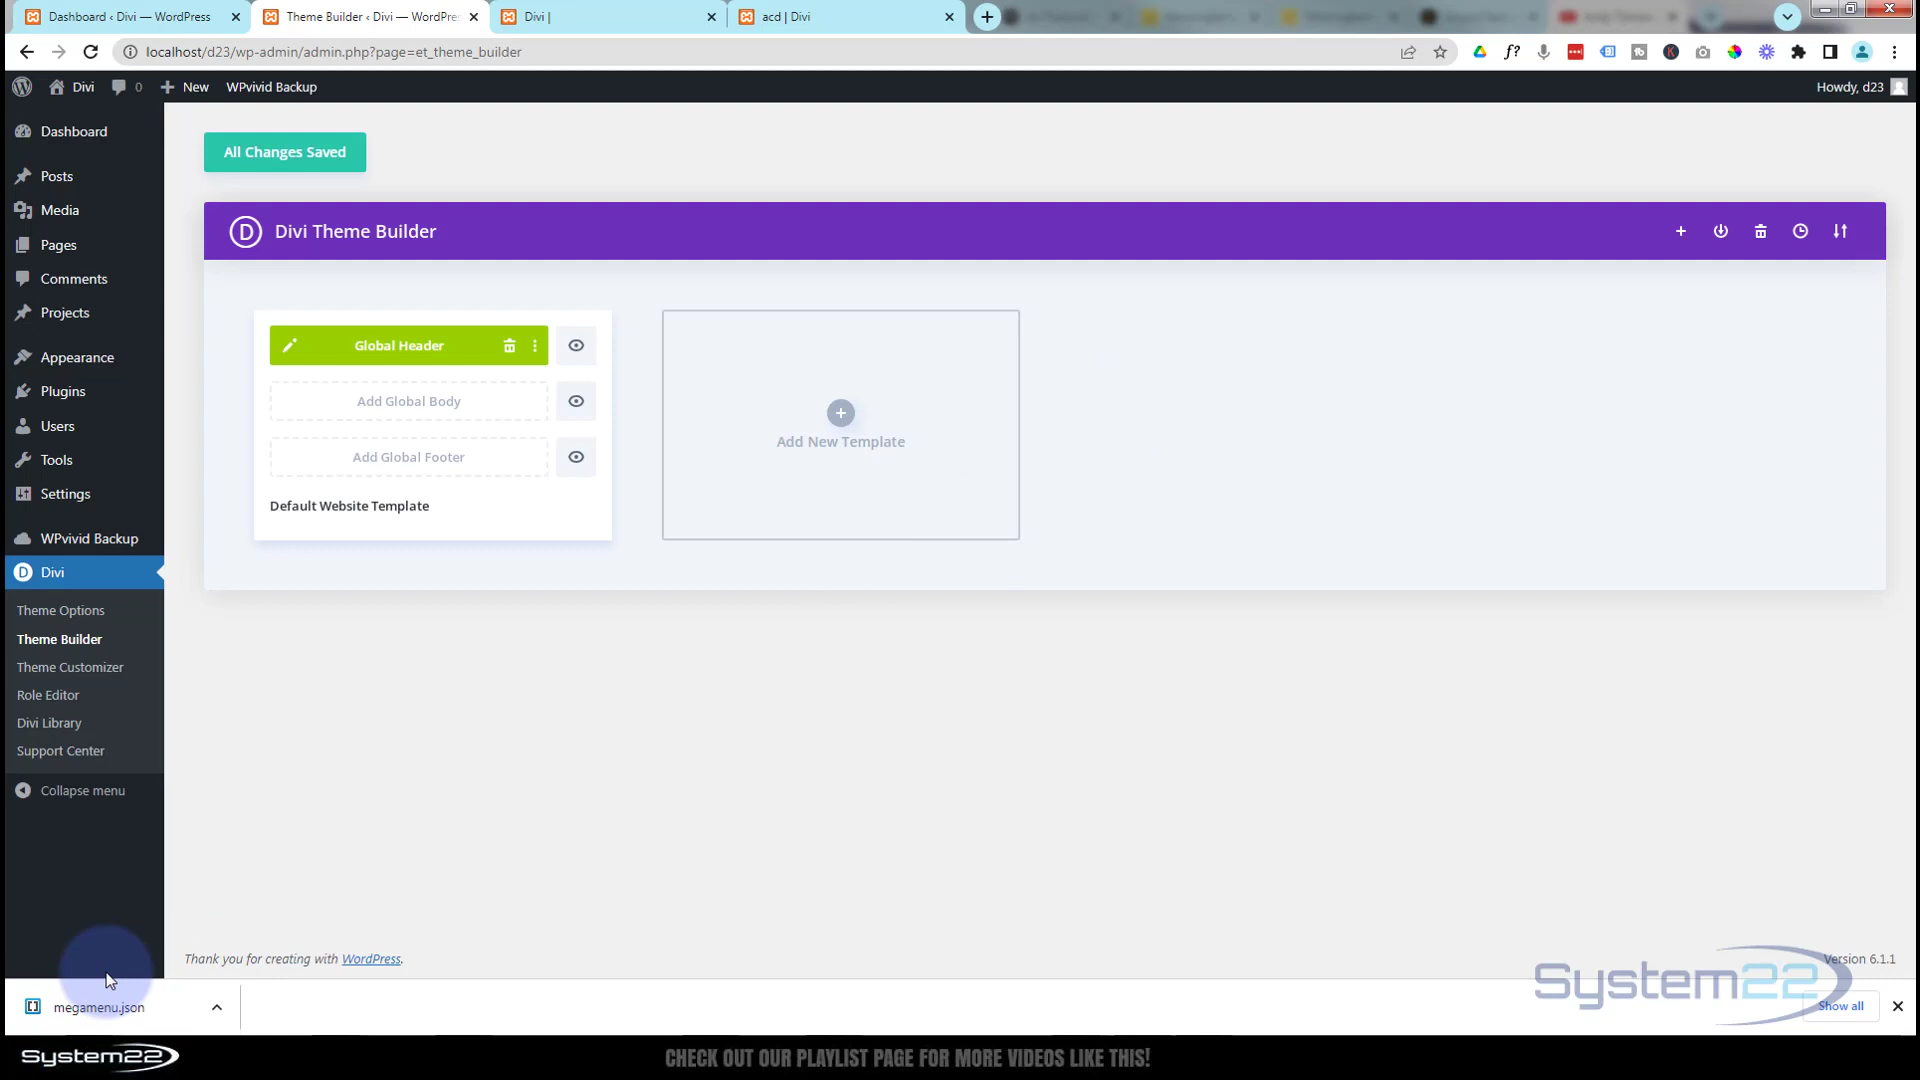 Dashboard ‹ Divi — WordPress
Theme Builder ‹ Divi — WordPre
Divi |
acd | Divi
localhost/d23/wp-admin/admin.php?page=et_theme_builder
f?
Divi
0
New
WPvivid Backup
Howdy, d23
Dashboard
Posts
Media
Pages
Comments
Projects
Appearance
Plugins
Users
Tools
Settings
WPvivid Backup
Divi
Theme Options
Theme Builder
Theme Customizer
Role Editor
Divi Library
Support Center
Collapse menu
All Changes Saved
D Divi Theme Builder
Global Header
Add Global Body
Add Global Footer
Default Website Template
Add New Template
Thank you for creating with WordPress.
Version 6.1.1
System22
megamenu.json
Show all
System22
CHECK OUT OUR PLAYLIST PAGE FOR MORE VIDEOS LIKE THIS!